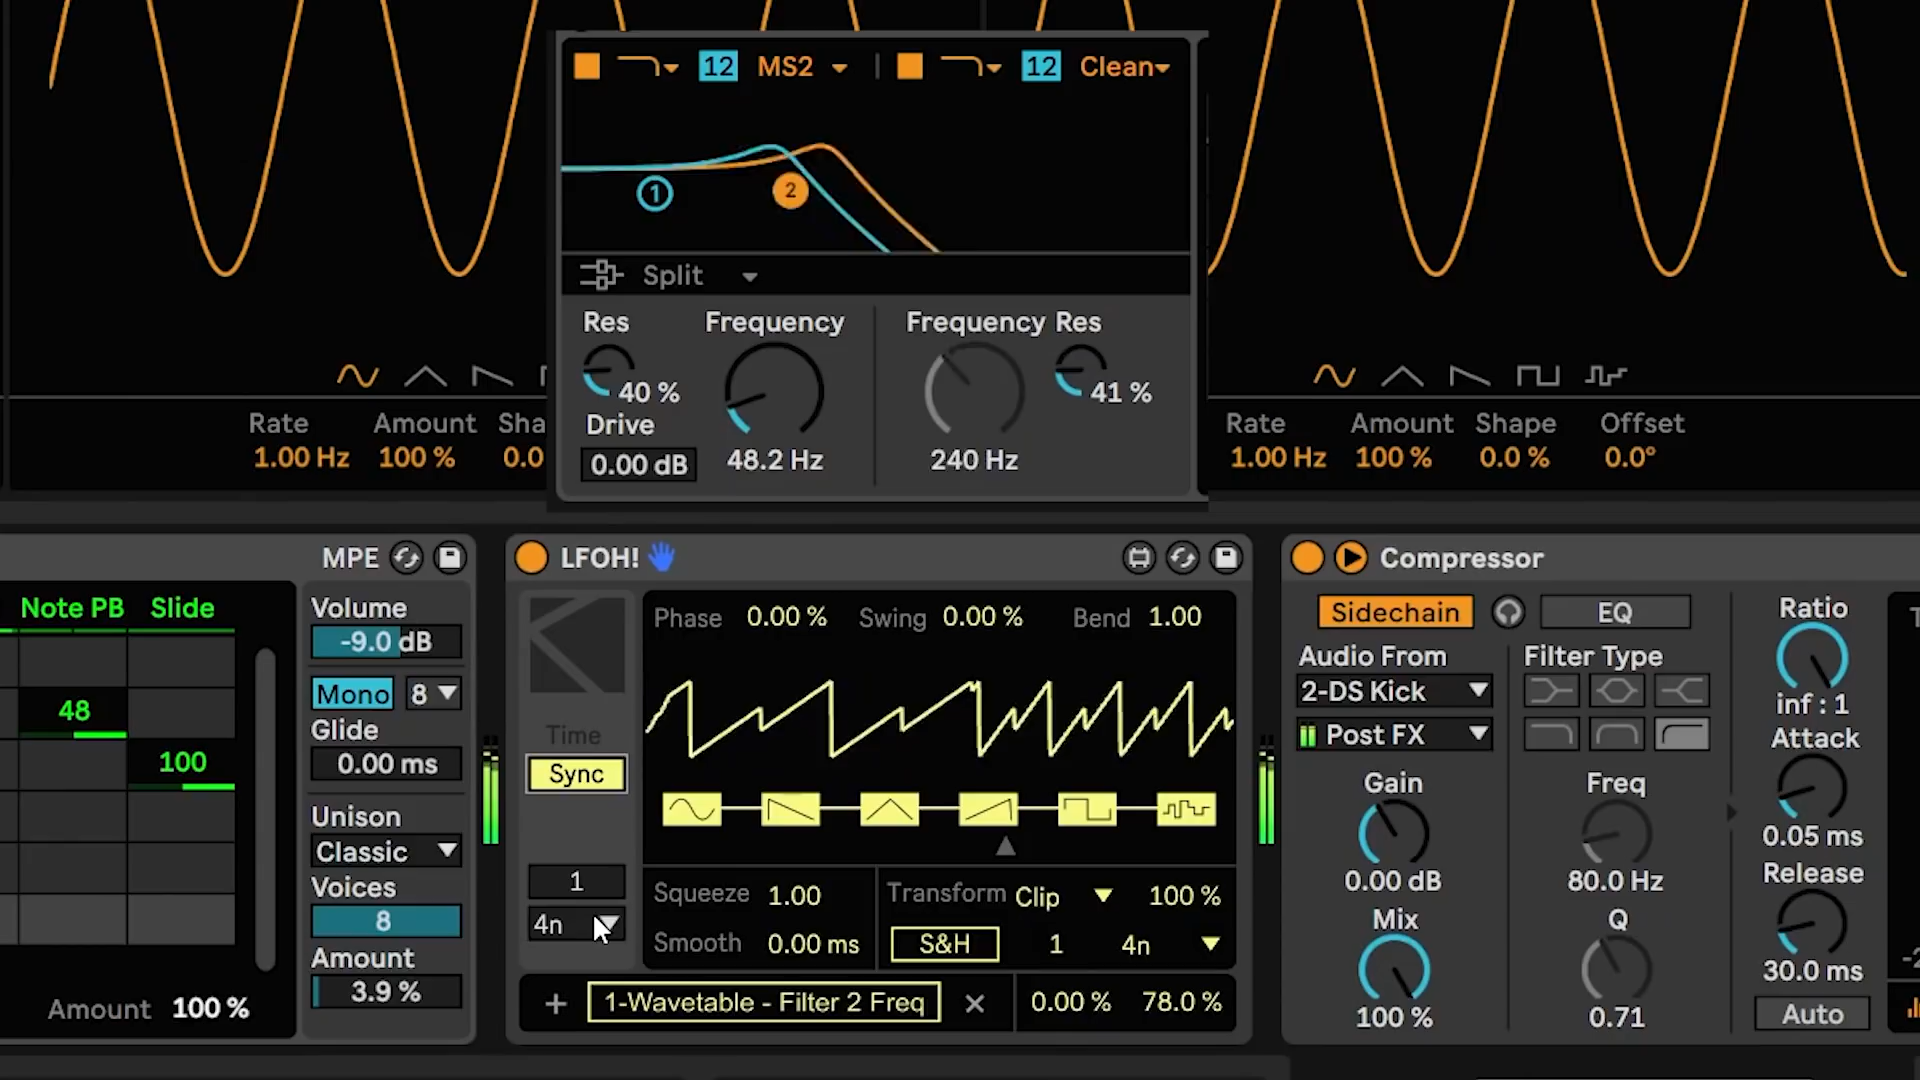 12 MS2 12 Clean
1
2
Split
Res Frequency Frequency Res
40 % 41 %
Drive
0.00 dB 48.2 Hz 240 Hz
Rate Amount Sha
1.00 Hz 100 % 0.0
Rate Amount Shape Offset
1.00 Hz 100 % 0.0 % 0.0°
MPE
Note PB Slide
48
100
Amount 100 %
Volume
-9.0 dB
Mono 8
Glide
0.00 ms
Unison
Classic
Voices
8
Amount
3.9 %
LFOH!
Time
Sync
1
4n
Phase 0.00 % Swing 0.00 % Bend 1.00
Squeeze 1.00 Transform Clip 100 %
Smooth 0.00 ms S&H 1 4n
+ 1-Wavetable - Filter 2 Freq × 0.00 % 78.0 %
Compressor
Sidechain EQ
Audio From Filter Type
2-DS Kick
Post FX
Gain Freq
0.00 dB 80.0 Hz
Mix Q
100 % 0.71
Ratio
inf : 1
Attack
0.05 ms
Release
30.0 ms
Auto